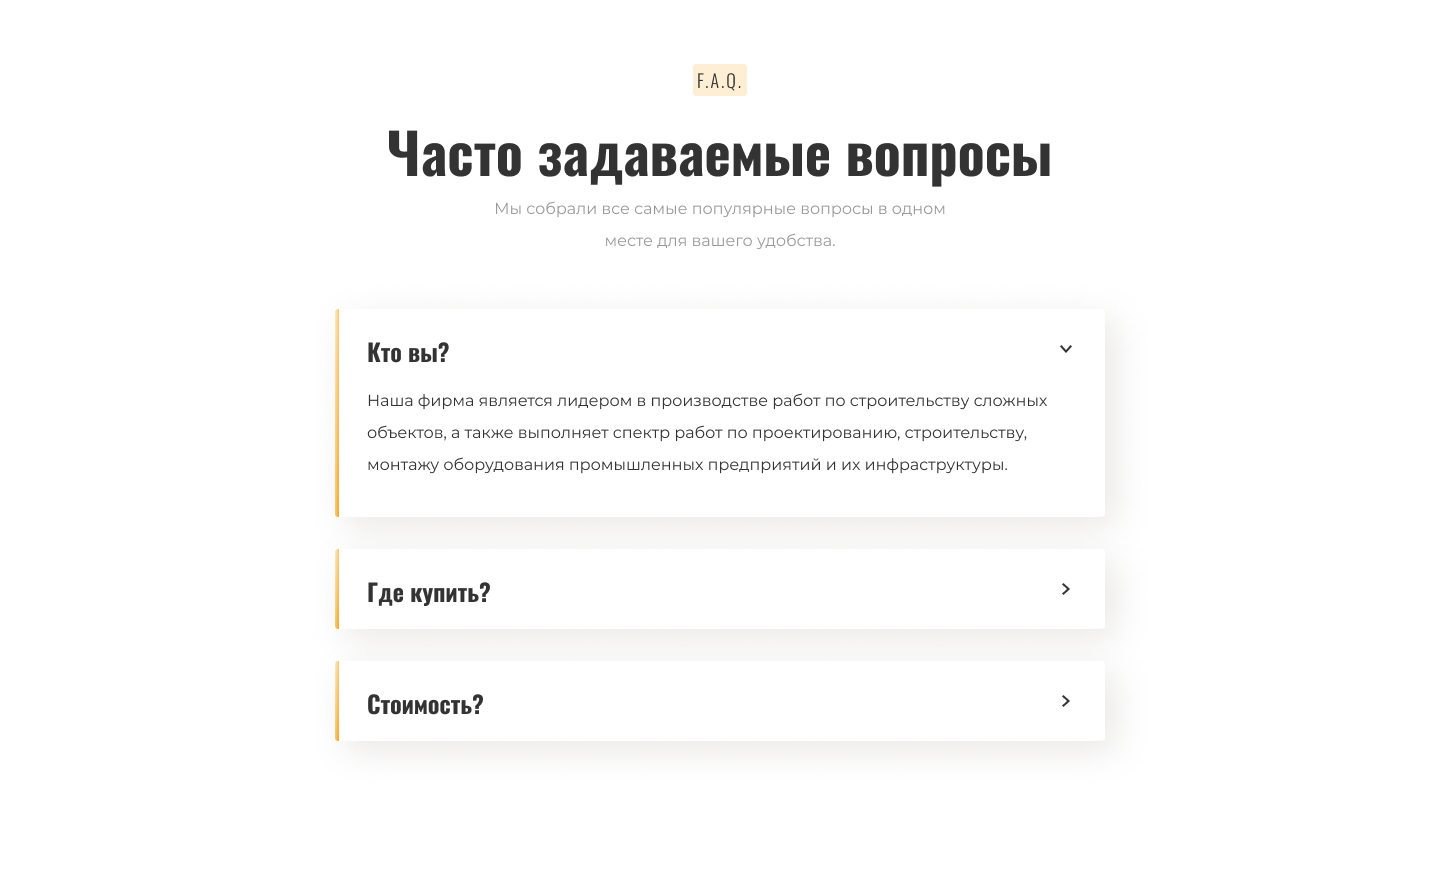 F.A.Q.
Часто задаваемые вопросы
Мы собрали все самые популярные вопросы в одном
месте для вашего удобства.
Кто вы?
Наша фирма является лидером в производстве работ по строительству сложных
объектов, а также выполняет спектр работ по проектированию, строительству,
монтажу оборудования промышленных предприятий и их инфраструктуры.
Где купить?
Стоимость?